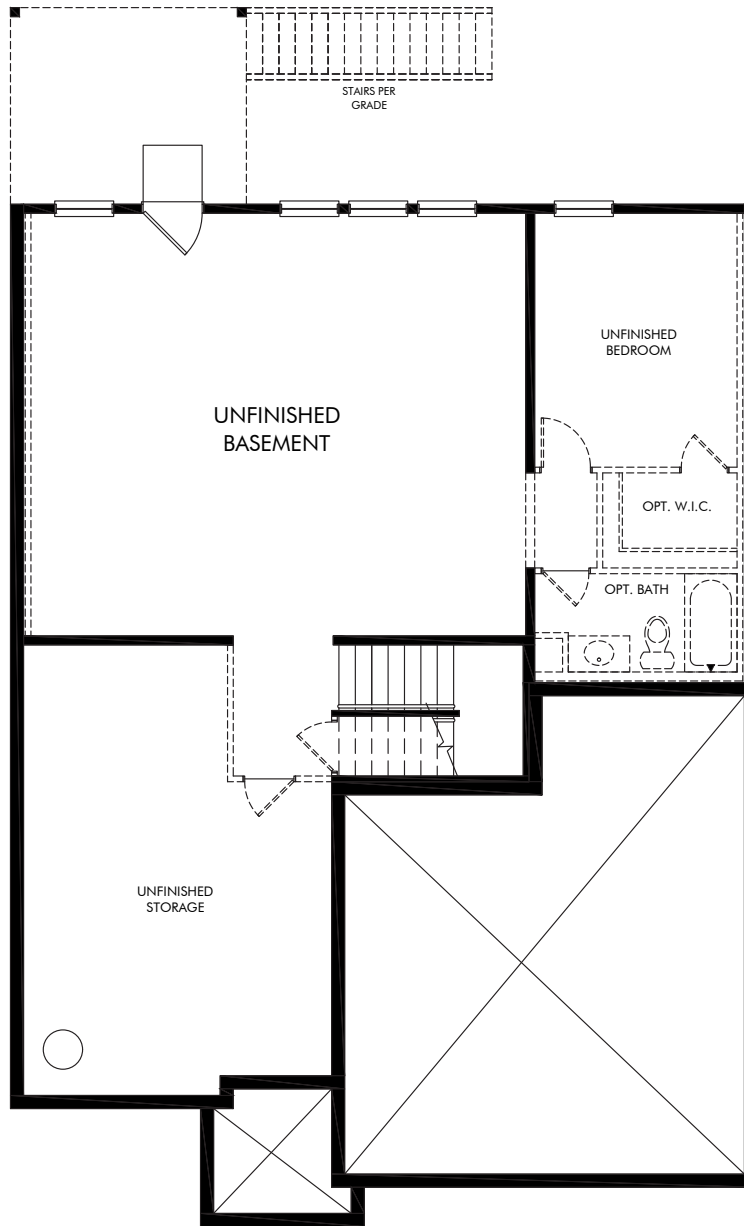 STAIRS PER
GRADE
UNFINISHED
BEDROOM
UNFINISHED
BASEMENT
OPT. W.I.C.
OPT. BATH
UNFINISHED
STORAGE